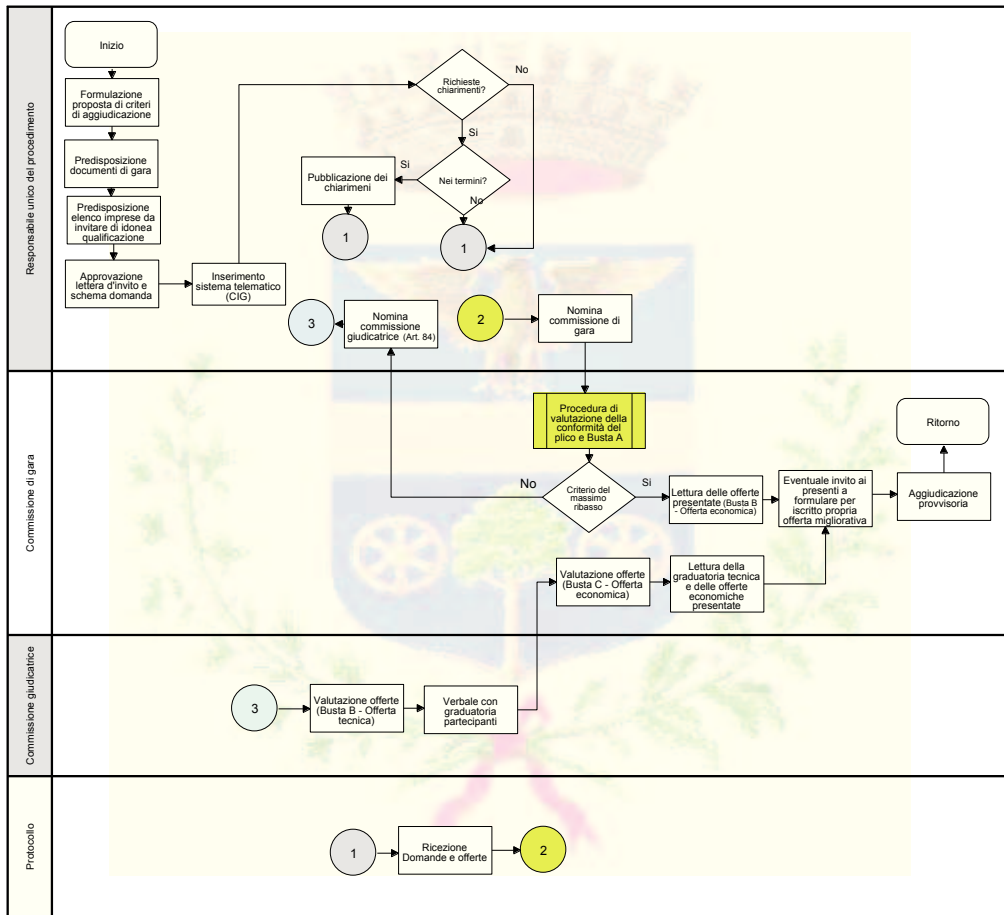 Responsabile unico del procedimento
Inizio
Formulazione
proposta di criteri
di aggiudicazione
Predisposizione
documenti di gara
Predisposizione
elenco imprese da
invitare di idonea
qualificazione
Approvazione
lettera d'invito e
schema domanda
Inserimento
sistema telematico
(CIG)
Richieste
chiarimenti?
No
Si
Nei termini?
Si
No
Pubblicazione dei
chiarimeni
1
1
3
Nomina
commissione
giudicatrice (Art. 84)
2
Nomina
commissione di
gara
Commissione di gara
Procedura di
valutazione della
conformità del
plico e Busta A
Criterio del
massimo
ribasso
No
Si
Lettura delle offerte
presentate (Busta B
- Offerta economica)
Eventuale invito ai
presenti a
formulare per
iscritto propria
offerta migliorativa
Aggiudicazione
provvisoria
Ritorno
Valutazione offerte
(Busta C - Offerta
economica)
Lettura della
graduatoria tecnica
e delle offerte
economiche
presentate
Commissione giudicatrice
3
Valutazione offerte
(Busta B - Offerta
tecnica)
Verbale con
graduatoria
partecipanti
Protocollo
1
Ricezione
Domande e offerte
2